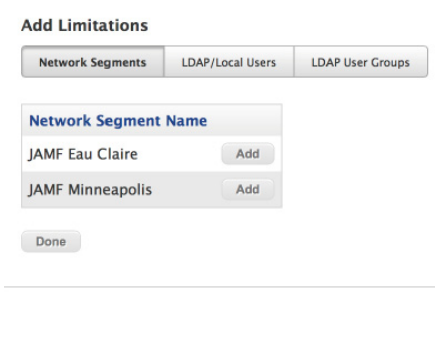 Add Limitations
Network Segments LDAP/Local Users LDAP User Groups
Network Segment Name
JAMF Eau Claire Add
JAMF Minneapolis Add
Done